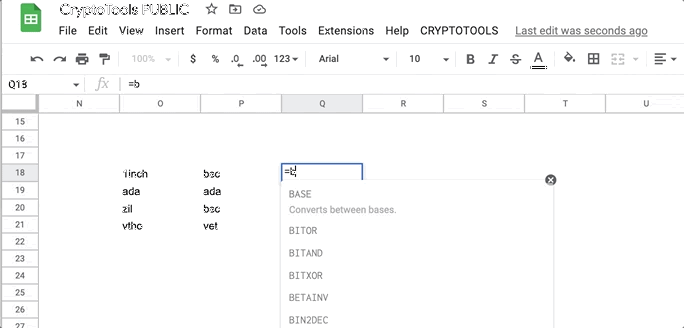 CryptoTools PUBLIC
File Edit View Insert Format Data Tools Extensions Help CRYPTOTOOLS Last edit was seconds ago
100% $ % .0 .00 123 Arial 10 B I S A
Q18 fx =b
N O P Q R S T U
15
16
17
18 1inch bsc =b
19 ada ada
BASE
20 zil bsc
Converts between bases.
21 vtho vet
BITOR
22
23 BITAND
24 BITXOR
25 BETAINV
26 BIN2DEC
27